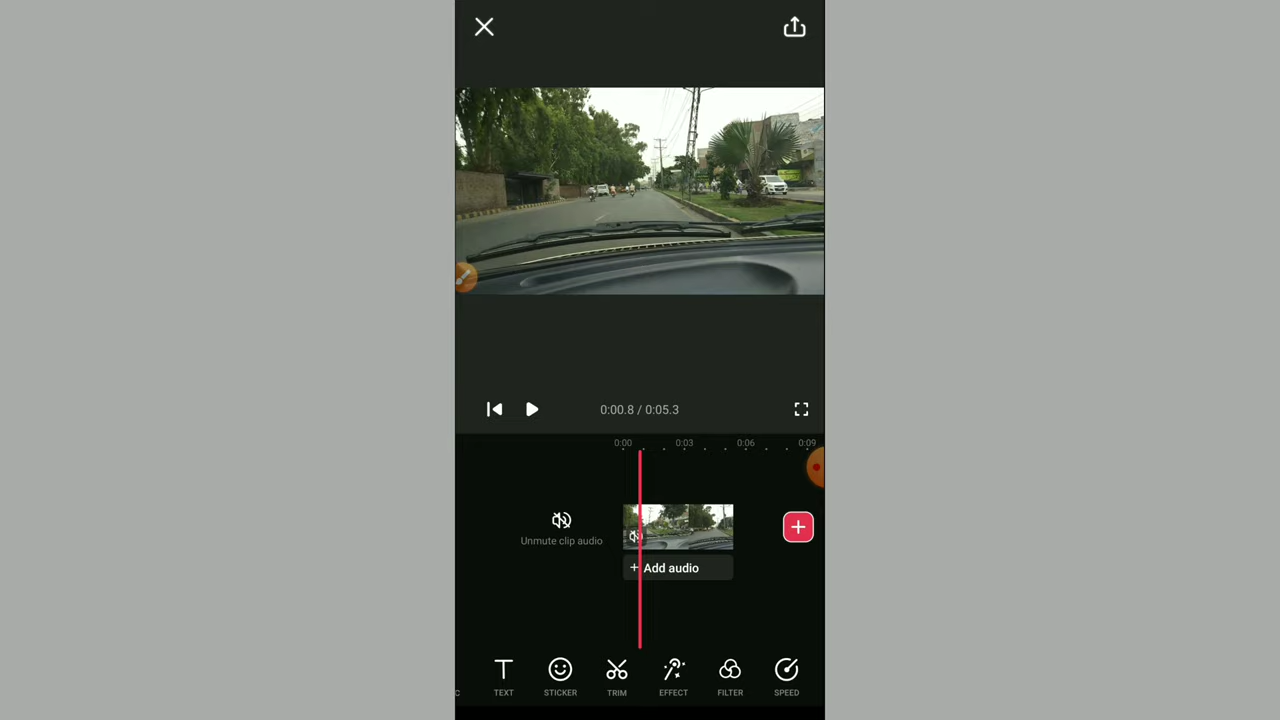 0:00.8 / 0:05.3
0:00 0:03 0:06 0:09
Unmute clip audio
+ Add audio
C TEXT STICKER TRIM EFFECT FILTER SPEED